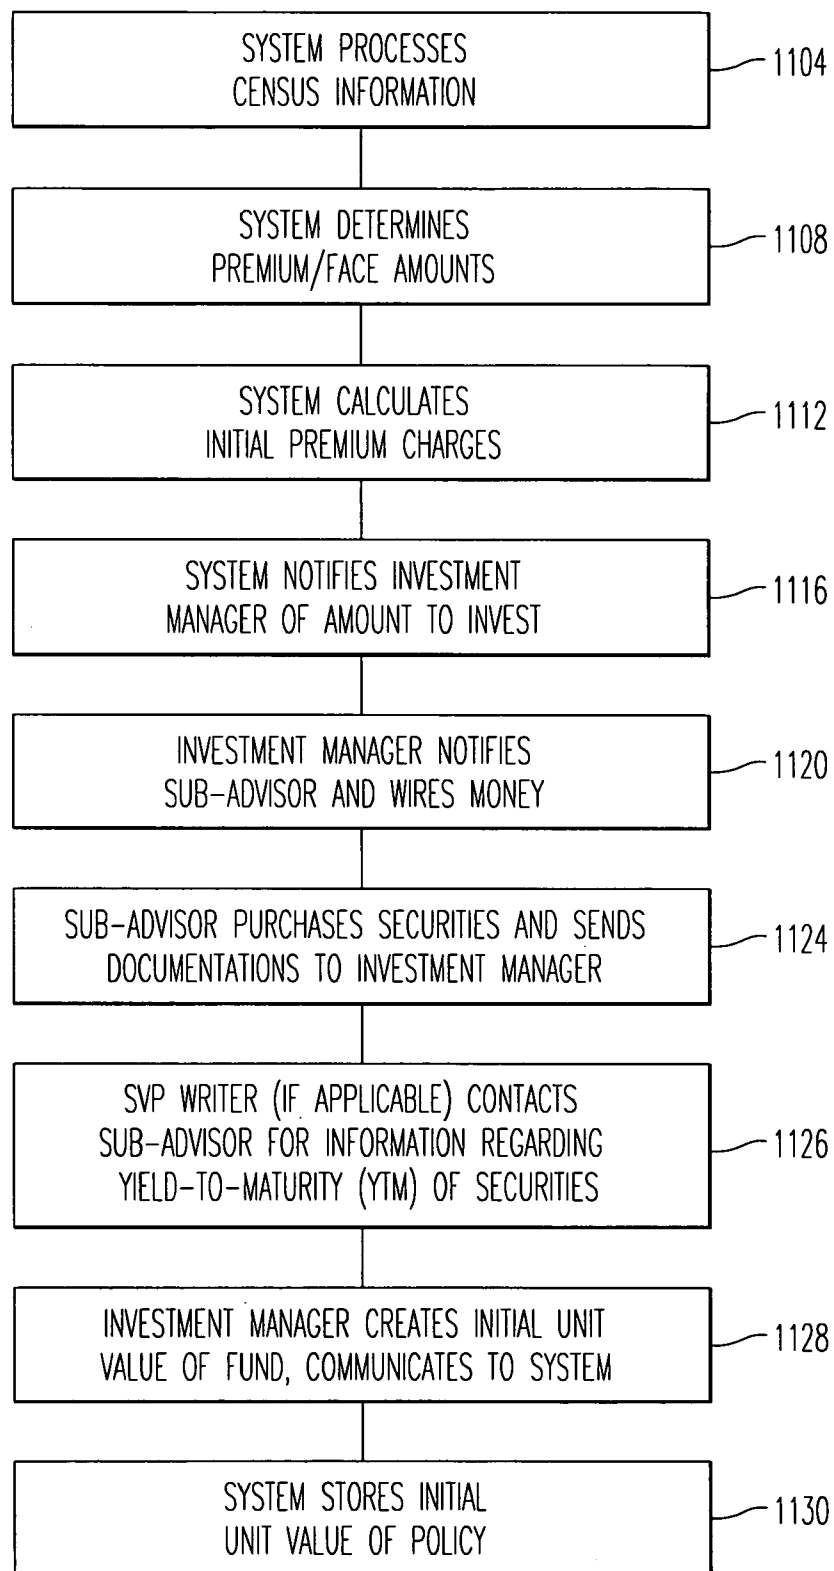 SYSTEM PROCESSES
CENSUS INFORMATION
1104
SYSTEM DETERMINES
PREMIUM/FACE AMOUNTS
1108
SYSTEM CALCULATES
INITIAL PREMIUM CHARGES
1112
SYSTEM NOTIFIES INVESTMENT
MANAGER OF AMOUNT TO INVEST
1116
INVESTMENT MANAGER NOTIFIES
SUB-ADVISOR AND WIRES MONEY
1120
SUB-ADVISOR PURCHASES SECURITIES AND SENDS
DOCUMENTATIONS TO INVESTMENT MANAGER
1124
SVP WRITER (IF APPLICABLE) CONTACTS
SUB-ADVISOR FOR INFORMATION REGARDING
YIELD-TO-MATURITY (YTM) OF SECURITIES
1126
INVESTMENT MANAGER CREATES INITIAL UNIT
VALUE OF FUND, COMMUNICATES TO SYSTEM
1128
SYSTEM STORES INITIAL
UNIT VALUE OF POLICY
1130